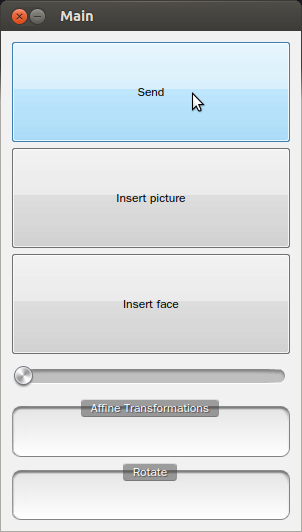 Main
Send
Insert picture
Insert face
Affine Transformations
Rotate